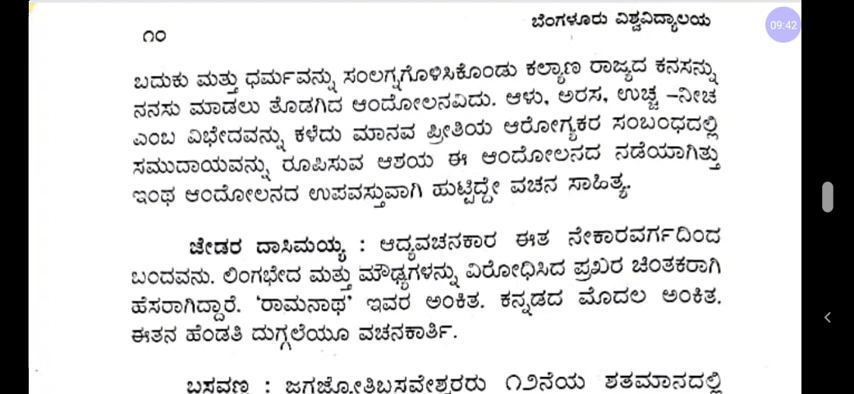 ೧೦
ಬೆಂಗಳೂರು ವಿಶ್ವವಿದ್ಯಾಲಯ
09:42
ಬದುಕು ಮತ್ತು ಧರ್ಮವನ್ನು ಸಂಲಗ್ನಗೊಳಿಸಿಕೊಂಡು ಕಲ್ಯಾಣ ರಾಜ್ಯದ ಕನಸನ್ನು
ನನಸು ಮಾಡಲು ತೊಡಗಿದ ಆಂದೋಲನವಿದು. ಆಳು, ಅರಸ, ಉಚ್ಚ –ನೀಚ
ಎಂಬ ವಿಭೇದವನ್ನು ಕಳೆದು ಮಾನವ ಪ್ರೀತಿಯ ಆರೋಗ್ಯಕರ ಸಂಬಂಧದಲ್ಲಿ
ಸಮುದಾಯವನ್ನು ರೂಪಿಸುವ ಆಶಯ ಈ ಆಂದೋಲನದ ನಡೆಯಾಗಿತ್ತು
ಇಂಥ ಆಂದೋಲನದ ಉಪವಸ್ತುವಾಗಿ ಹುಟ್ಟಿದ್ದೇ ವಚನ ಸಾಹಿತ್ಯ.
ಜೇಡರ ದಾಸಿಮಯ್ಯ : ಆದ್ಯವಚನಕಾರ ಈತ ನೇಕಾರವರ್ಗದಿಂದ
ಬಂದವನು. ಲಿಂಗಭೇದ ಮತ್ತು ಮೌಢ್ಯಗಳನ್ನು ವಿರೋಧಿಸಿದ ಪ್ರಖರ ಚಿಂತಕರಾಗಿ
ಹೆಸರಾಗಿದ್ದಾರೆ. ‘ರಾಮನಾಥ’ ಇವರ ಅಂಕಿತ. ಕನ್ನಡದ ಮೊದಲ ಅಂಕಿತ.
ಈತನ ಹೆಂಡತಿ ದುಗ್ಗಲೆಯೂ ವಚನಕಾರ್ತಿ.
ಬಸವಣ್ಣ : ಜಗಜ್ಯೋತಿಬಸವೇಶ್ವರರು ೧೨ನೆಯ ಶತಮಾನದಲ್ಲಿ